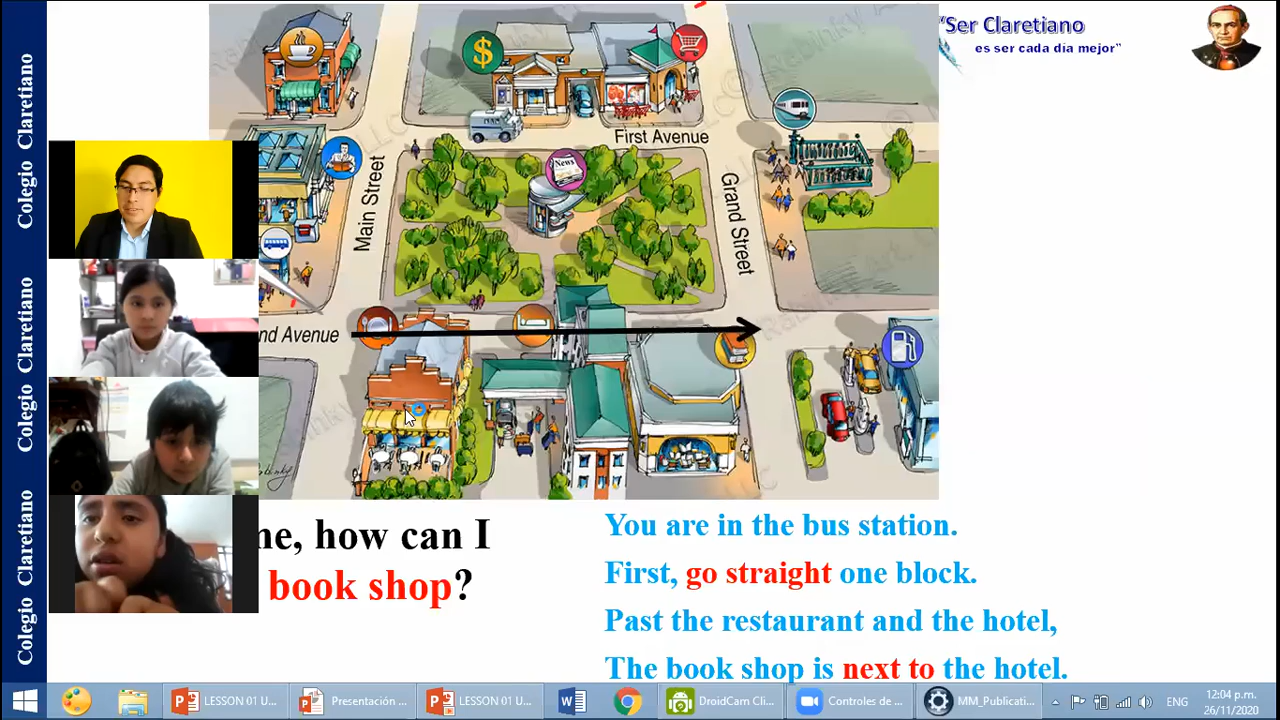 Colegio Claretiano
Colegio Claretiano
Colegio Claretiano
"Ser Claretiano
es ser cada día mejor"
$
First Avenue
News
Main Street
Grand Street
nd Avenue
me, how can I
book shop?
You are in the bus station.
First, go straight one block.
Past the restaurant and the hotel,
The book shop is next to the hotel.
LESSON 01 U...
Presentación ...
LESSON 01 U...
DroidCam Cli...
Controles de ...
MM_Publicati...
ENG
12:04 p.m.
26/11/2020